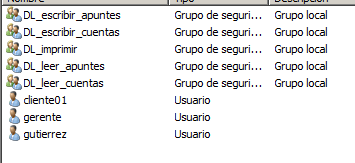 Nombre Tipo Descripción
DL_escribir_apuntes Grupo de seguri... Grupo local
DL_escribir_cuentas Grupo de seguri... Grupo local
DL_imprimir Grupo de seguri... Grupo local
DL_leer_apuntes Grupo de seguri... Grupo local
DL_leer_cuentas Grupo de seguri... Grupo local
cliente01 Usuario
gerente Usuario
gutierrez Usuario